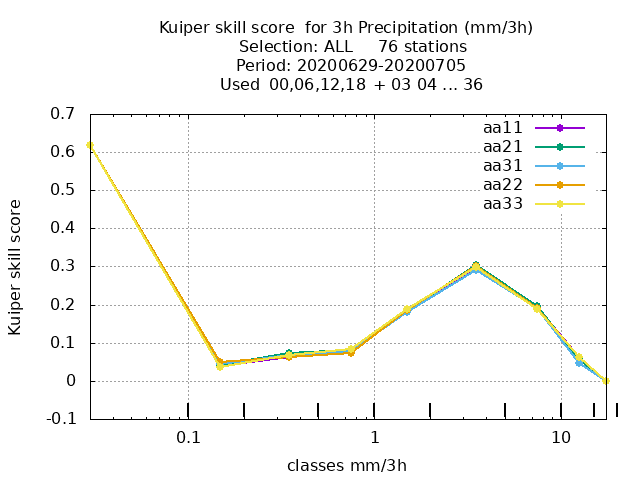 Kuiper skill score  for 3h Precipitation (mm/3h)
Selection: ALL     76 stations
Period: 20200629-20200705
Used  00,06,12,18  + 03 04 ... 36
0.7
0.6
0.5
0.4
0.3
0.2
0.1
0
-0.1
Kuiper skill score
aa11
aa21
aa31
aa22
aa33
0.1 1 10
classes mm/3h